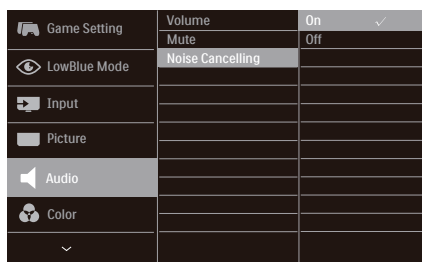 Game Setting
LowBlue Mode
Input
Picture
Audio
Color
Volume
Mute
Noise Cancelling
On
Off